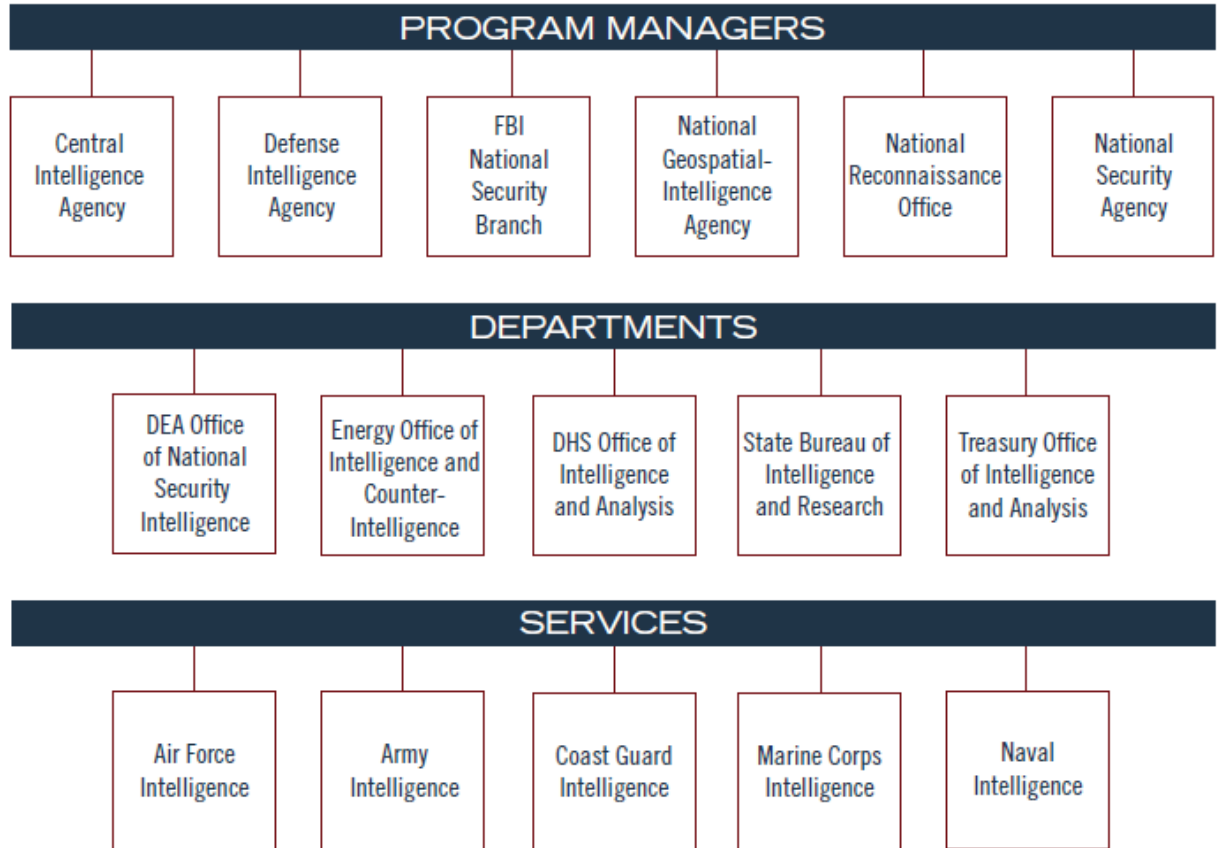 PROGRAM MANAGERS
Central
Intelligence
Agency
Defense
Intelligence
Agency
FBI
National
Security
Branch
National
Geospatial-
Intelligence
Agency
National
Reconnaissance
Office
National
Security
Agency
DEPARTMENTS
DEA Office
of National
Security
Intelligence
Energy Office of
Intelligence and
Counter-
Intelligence
DHS Office of
Intelligence
and Analysis
State Bureau of
Intelligence
and Research
Treasury Office
of Intelligence
and Analysis
SERVICES
Air Force
Intelligence
Army
Intelligence
Coast Guard
Intelligence
Marine Corps
Intelligence
Naval
Intelligence